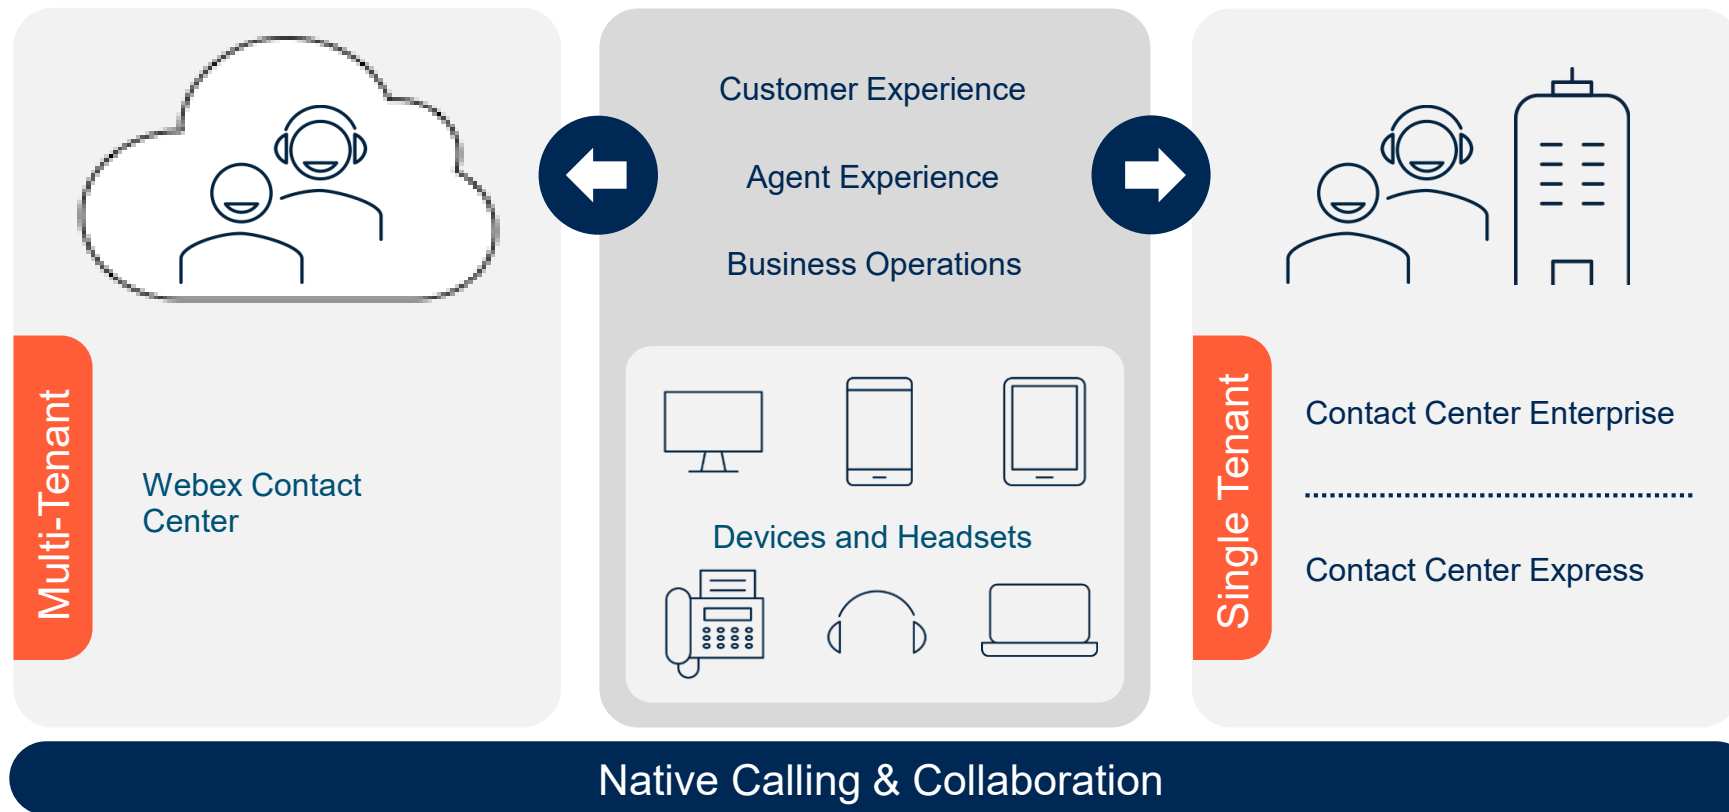 Multi-Tenant
Webex Contact
Center
Customer Experience
Agent Experience
Business Operations
Devices and Headsets
Single Tenant
Contact Center Enterprise
Contact Center Express
Native Calling & Collaboration